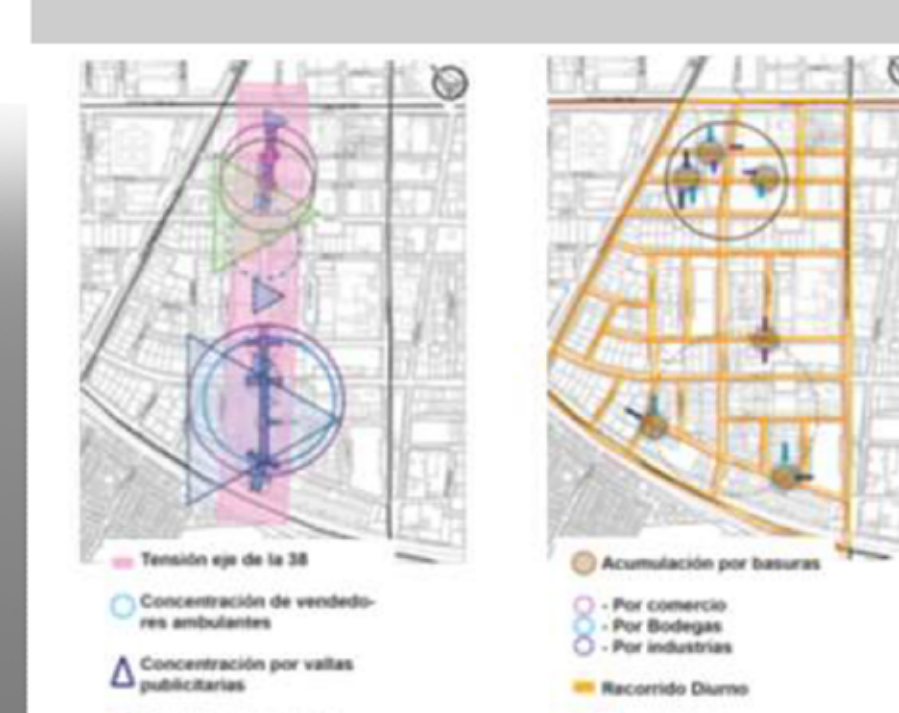 Tensión eje de la 38
Concentración de vendedo-
res ambulantes
Concentración por vallas
publicitarias
Acumulación por basuras
- Por comercio
- Por Bodegas
- Por industrias
Recorrido Diurno